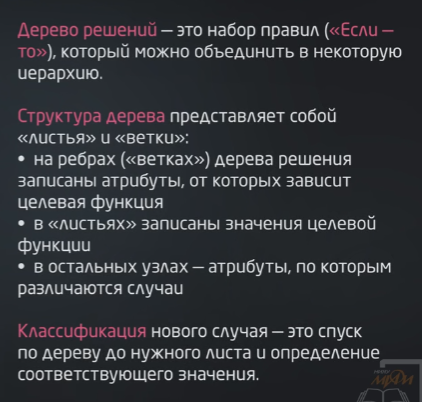 Дерево решений — это набор правил («Если —
то»), который можно объединить в некоторую
иерархию.
Структура дерева представляет собой
«листья» и «ветки»:
• на ребрах («ветках») дерева решения
записаны атрибуты, от которых зависит
целевая функция
• в «листьях» записаны значения целевой
функции
• в остальных узлах — атрибуты, по которым
различаются случаи
Классификация нового случая — это спуск
по дереву до нужного листа и определение
соответствующего значения.